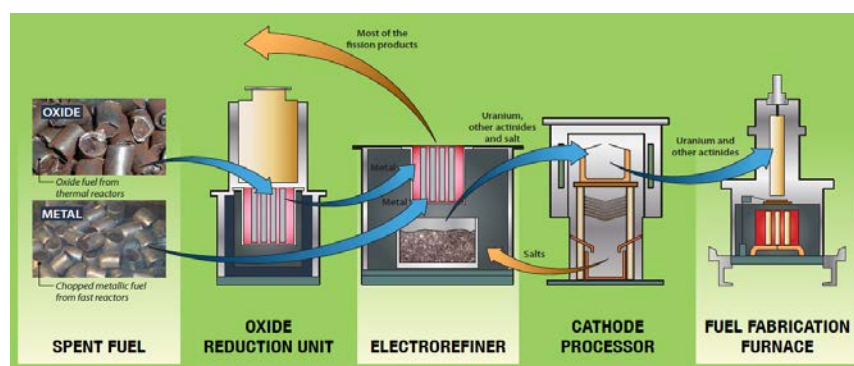 Most of the
fission products
OXIDE
Oxide fuel from
thermal reactors
METAL
Chopped metallic fuel
from fast reactors
Metals
Metal
Uranium,
other actinides
and salt
Salts
Uranium and
other actinides
SPENT FUEL
OXIDE
REDUCTION UNIT
ELECTROREFINER
CATHODE
PROCESSOR
FUEL FABRICATION
FURNACE